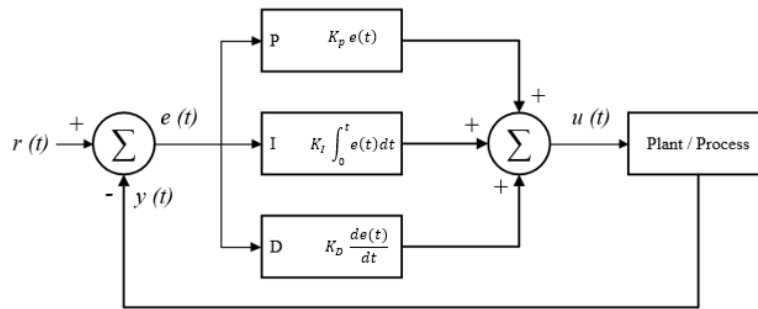 P K_p e(t)
+
+ e (t) u (t)
r (t) ∑ I K_I ∫_0^t e(t)dt + ∑ Plant / Process
- y (t) +
D K_D de(t)/dt